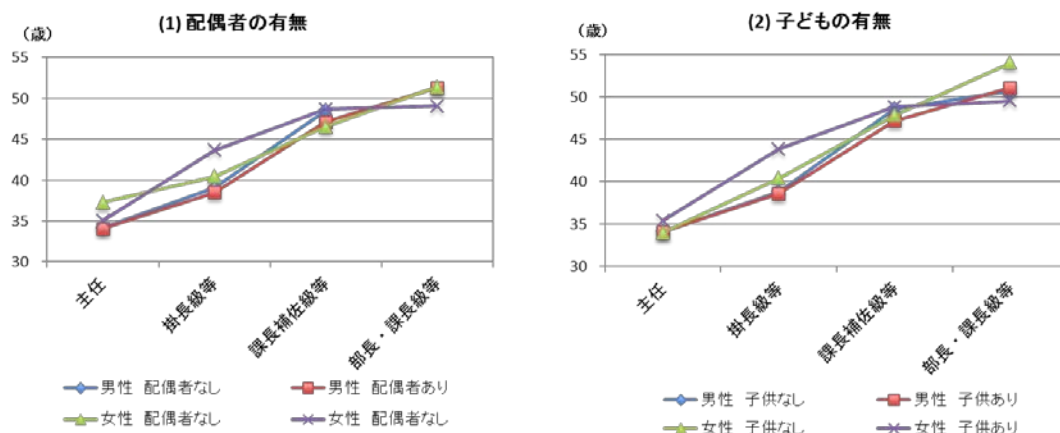 (1) 配偶者の有無
（歳）
55
50
45
40
35
30
主任
掛長級等
課長補佐級等
部長・課長級等
男性 配偶者なし
男性 配偶者あり
女性 配偶者なし
女性 配偶者なし
(2) 子どもの有無
（歳）
55
50
45
40
35
30
主任
掛長級等
課長補佐級等
部長・課長級等
男性 子供なし
男性 子供あり
女性 子供なし
女性 子供あり